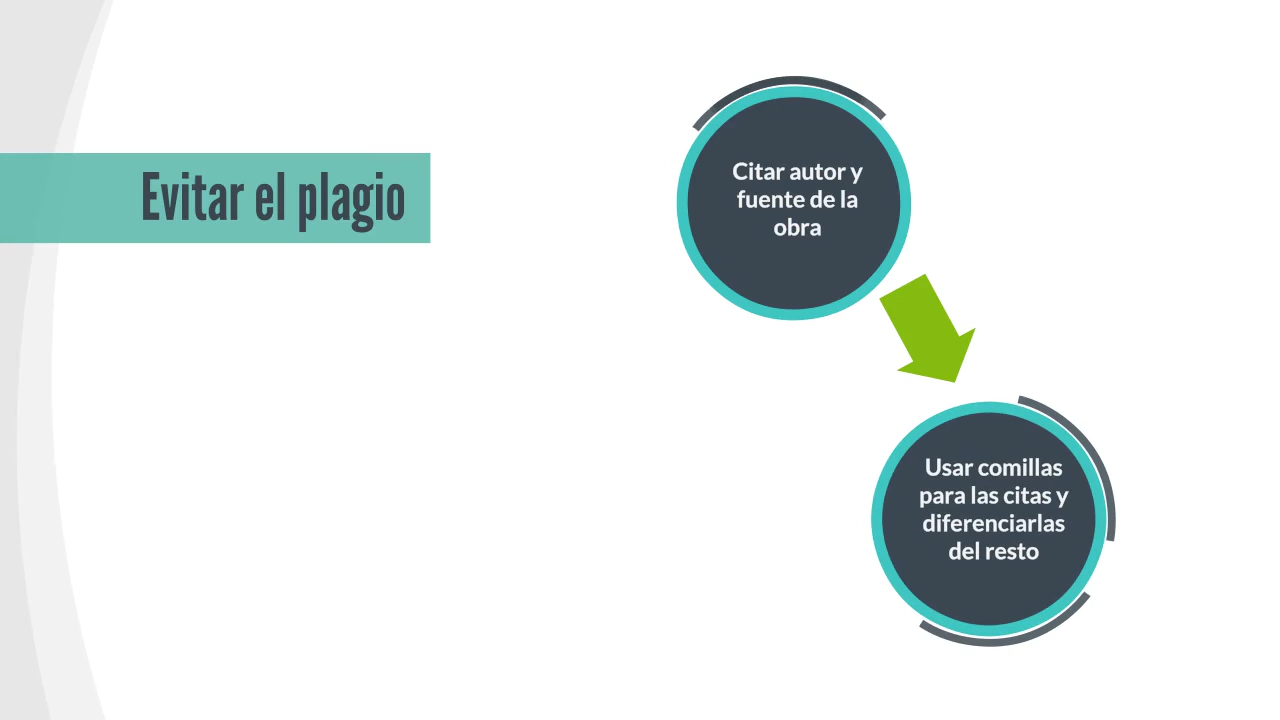 Evitar el plagio
Citar autor y
fuente de la
obra
Usar comillas
para las citas y
diferenciarlas
del resto